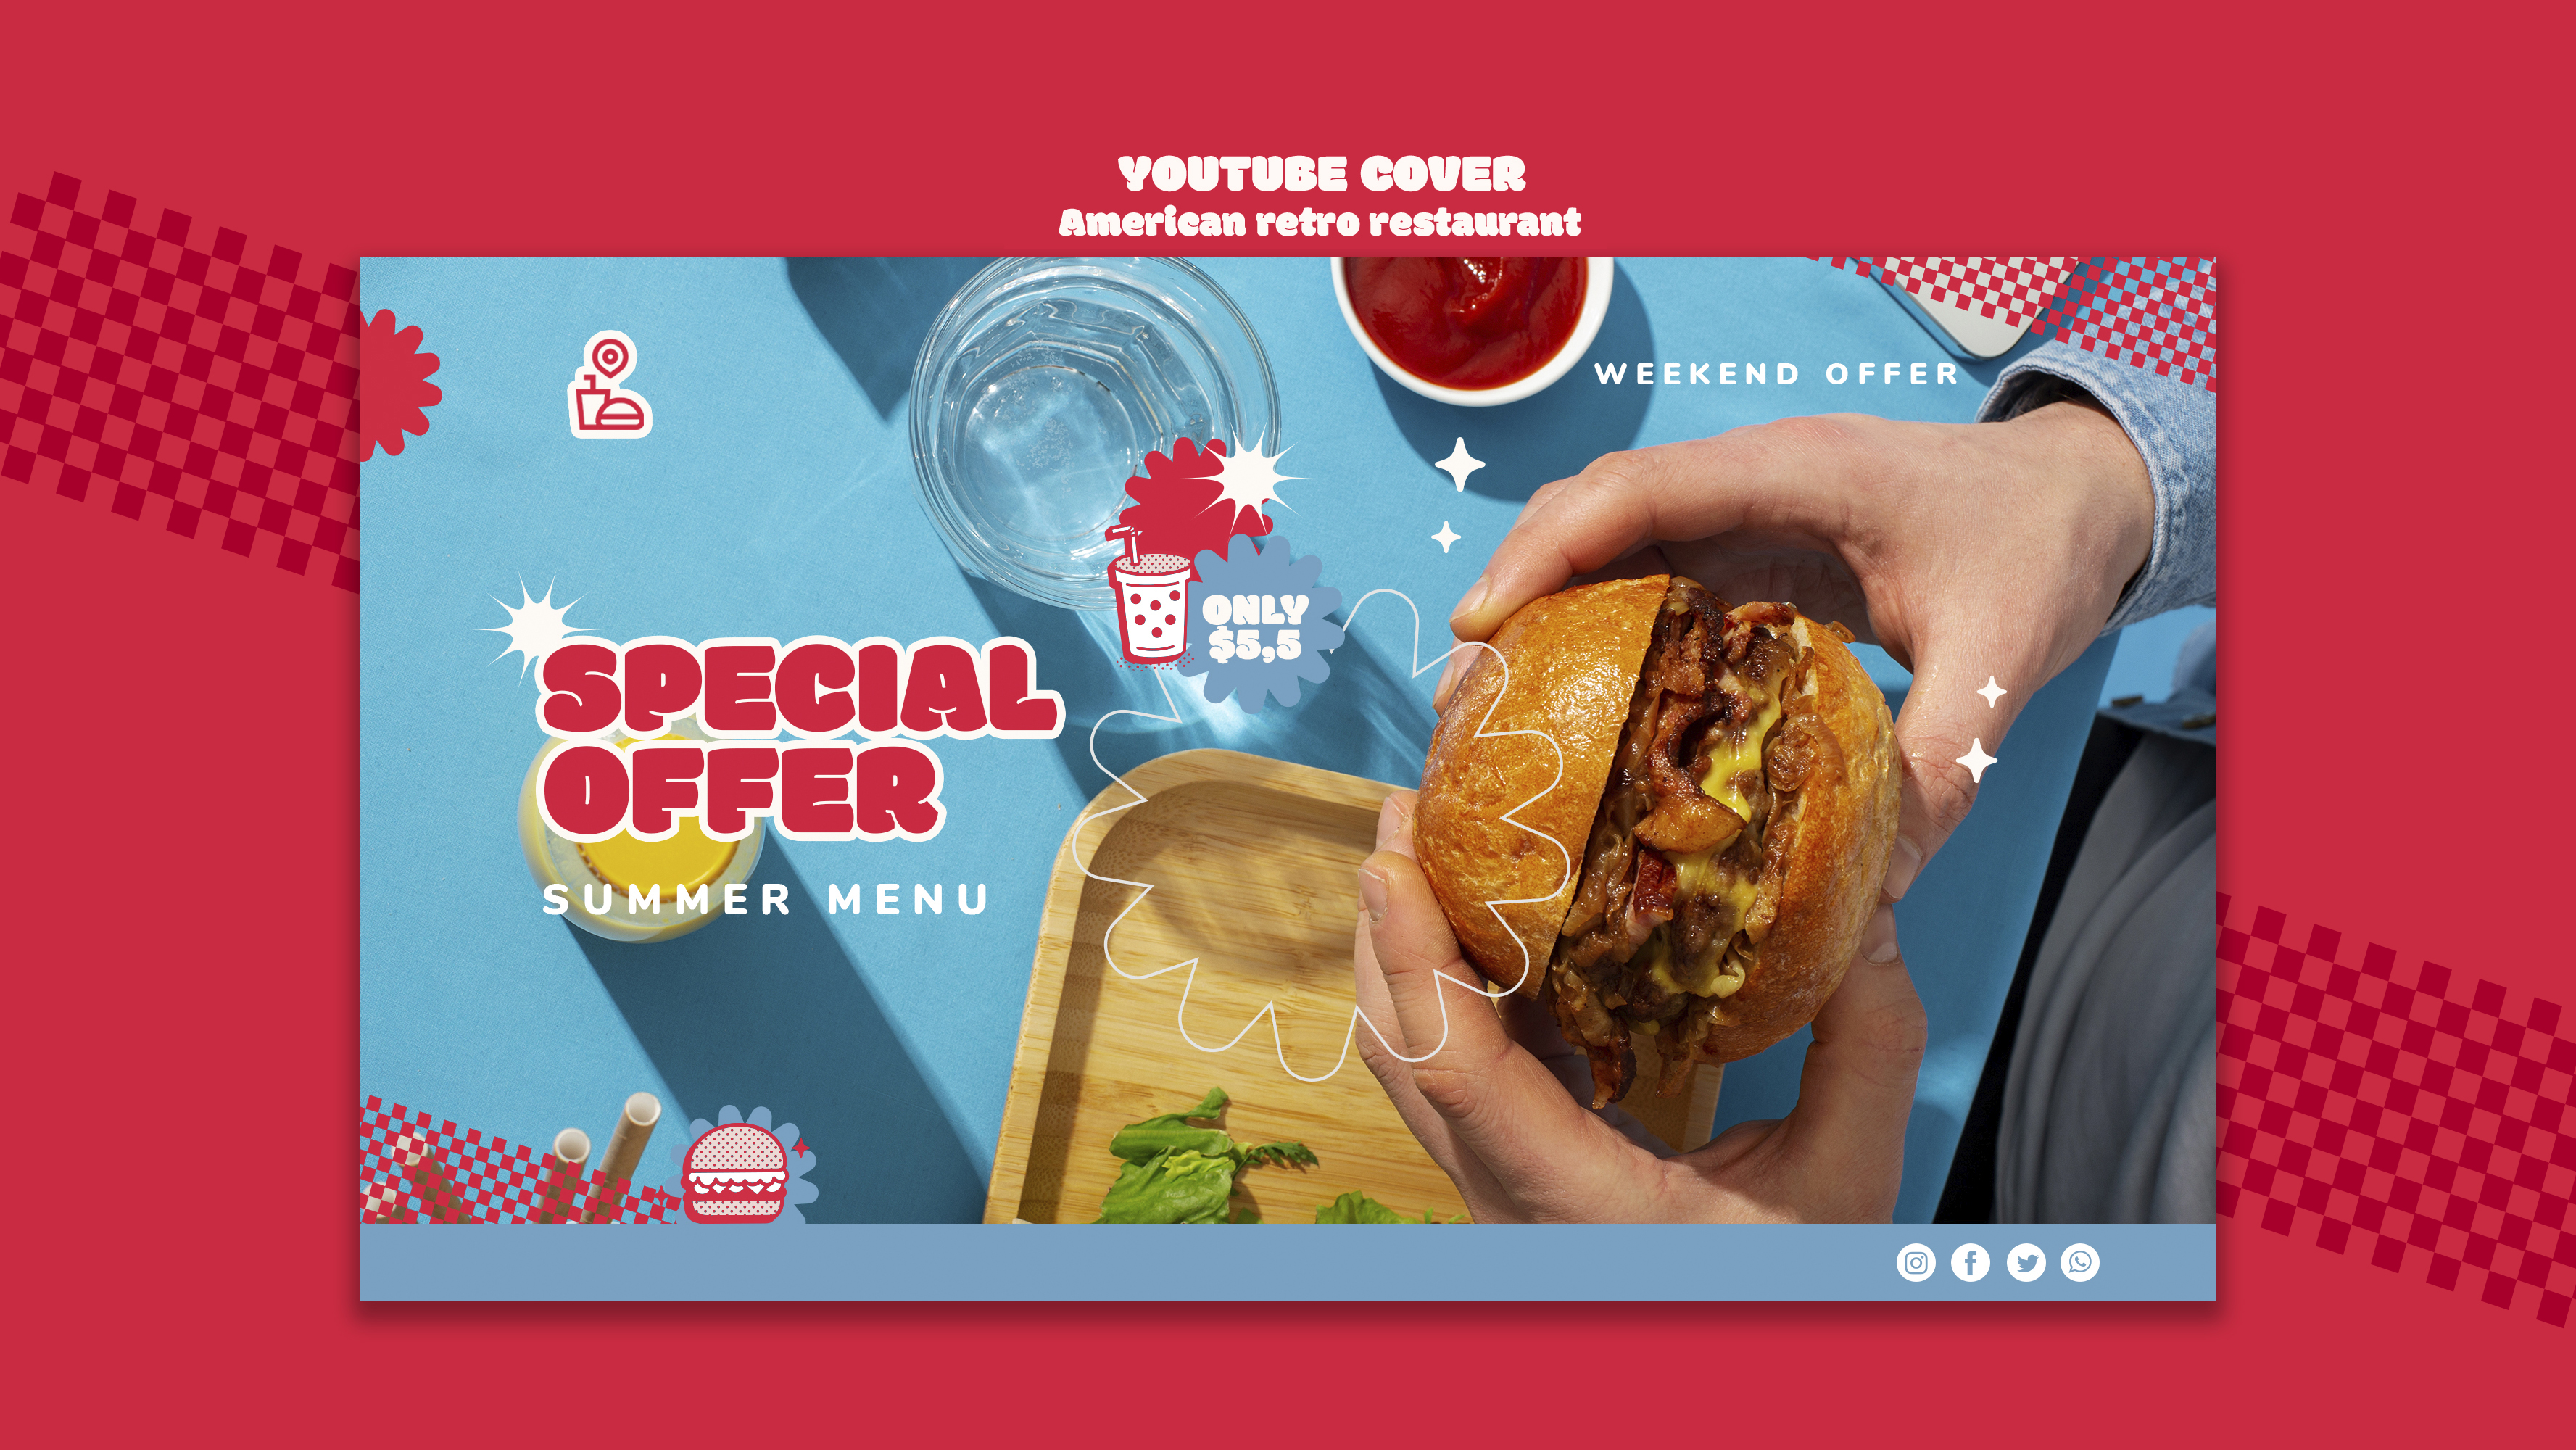 YOUTUBE COVER
American retro restaurant
WEEKEND OFFER
ONLY
$5,5
SPECIAL
OFFER
SUMMER MENU